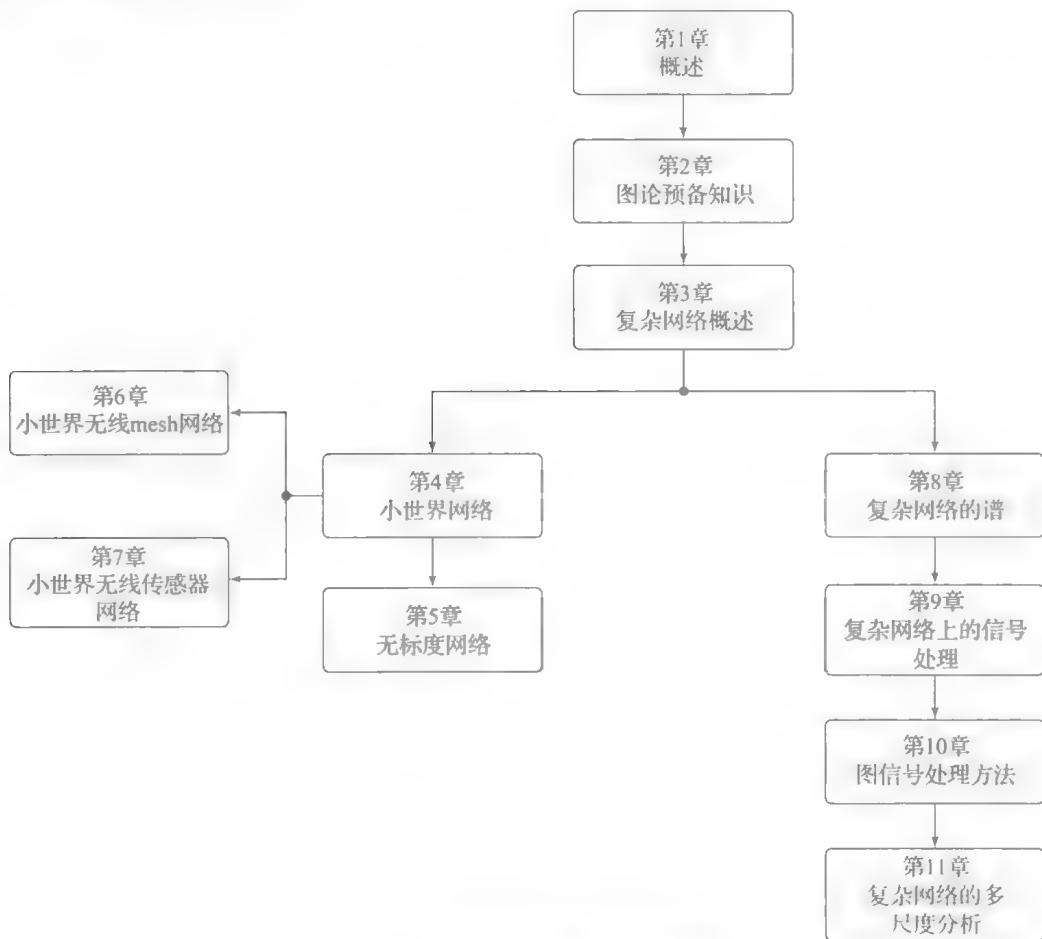 第1章
概述
第2章
图论预备知识
第3章
复杂网络概述
第6章
小世界无线mesh网络
第4章
小世界网络
第8章
复杂网络的谱
第7章
小世界无线传感器
网络
第5章
无标度网络
第9章
复杂网络上的信号
处理
第10章
图信号处理方法
第11章
复杂网络的多
尺度分析